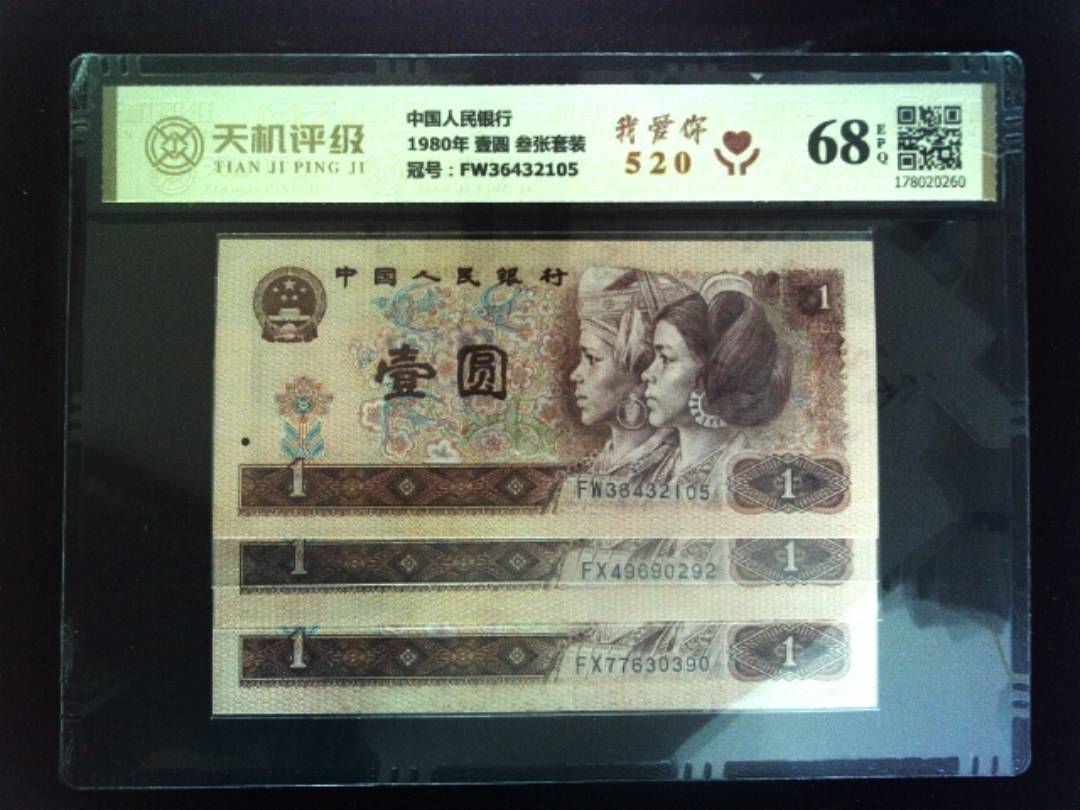 天机评级
TIAN JI PING JI
中国人民银行
1980年 壹圆 叁张套装
冠号：FW36432105
我爱你
520
68
EPQ
178020260
中国人民银行
1
壹圆
1
FW36432105
1
1
FX49690292
1
1
FX77630390
1